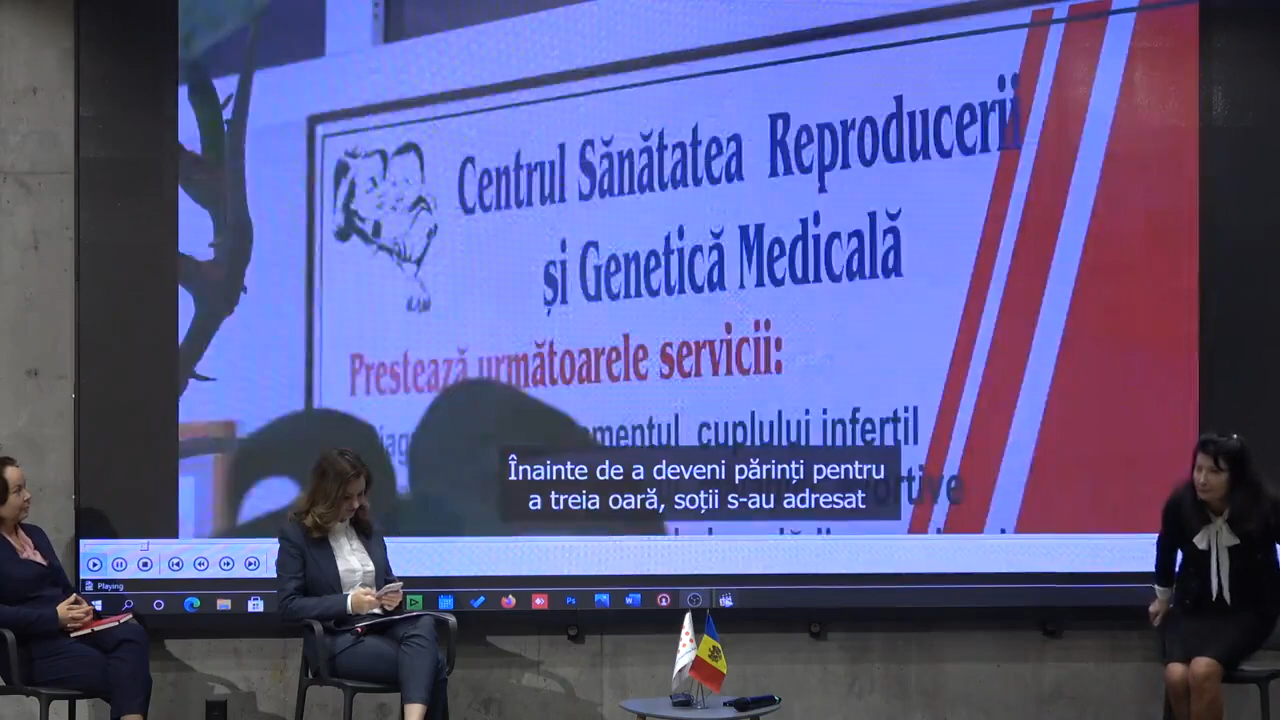 Centrul Sănătatea Reproducerii
și Genetică Medicală
Prestează următoarele servicii:
cuplului infertil
Înainte de a deveni părinți pentru
a treia oară, soții s-au adresat
Playing
Ps
W